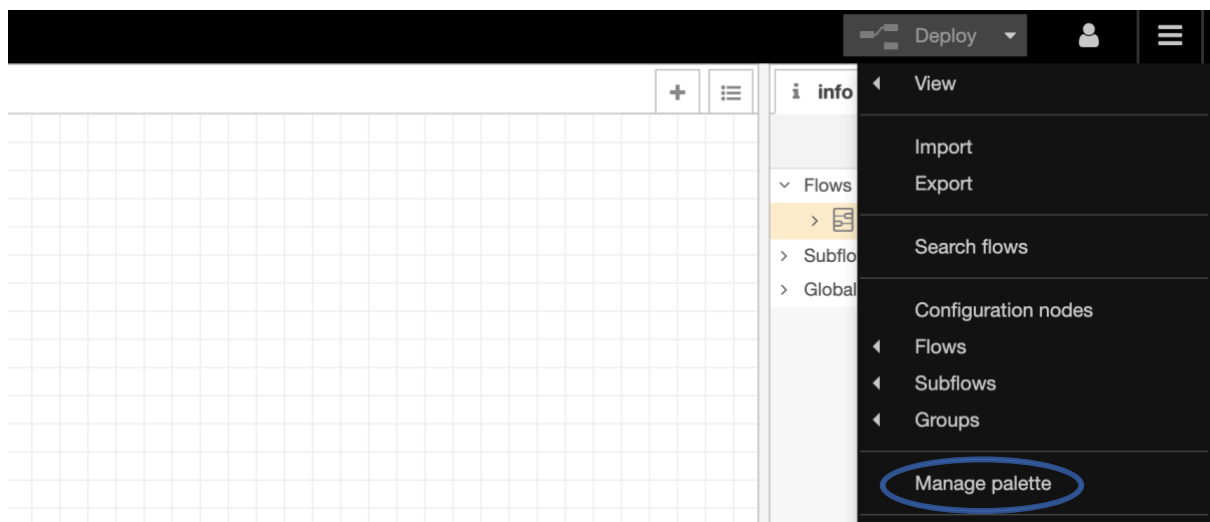 Deploy
info
View
Import
Export
Flows
Search flows
Subflo
Global
Configuration nodes
Flows
Subflows
Groups
Manage palette